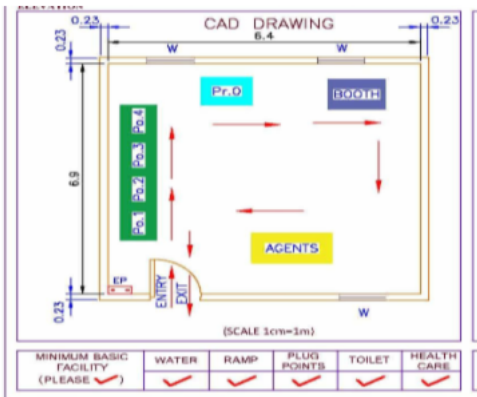 ELEVATION
0.23 CAD DRAWING 0.23
6.4
0.23
W W
Pr.O BOOTH
Po.4
Po.3
Po.2
Po.1
6.9
AGENTS
EP
ENTRY
EXIT
0.23
W
(SCALE 1cm=1m)
MINIMUM BASIC FACILITY (PLEASE ✓) WATER RAMP PLUG POINTS TOILET HEALTH CARE
✓ ✓ ✓ ✓ ✓